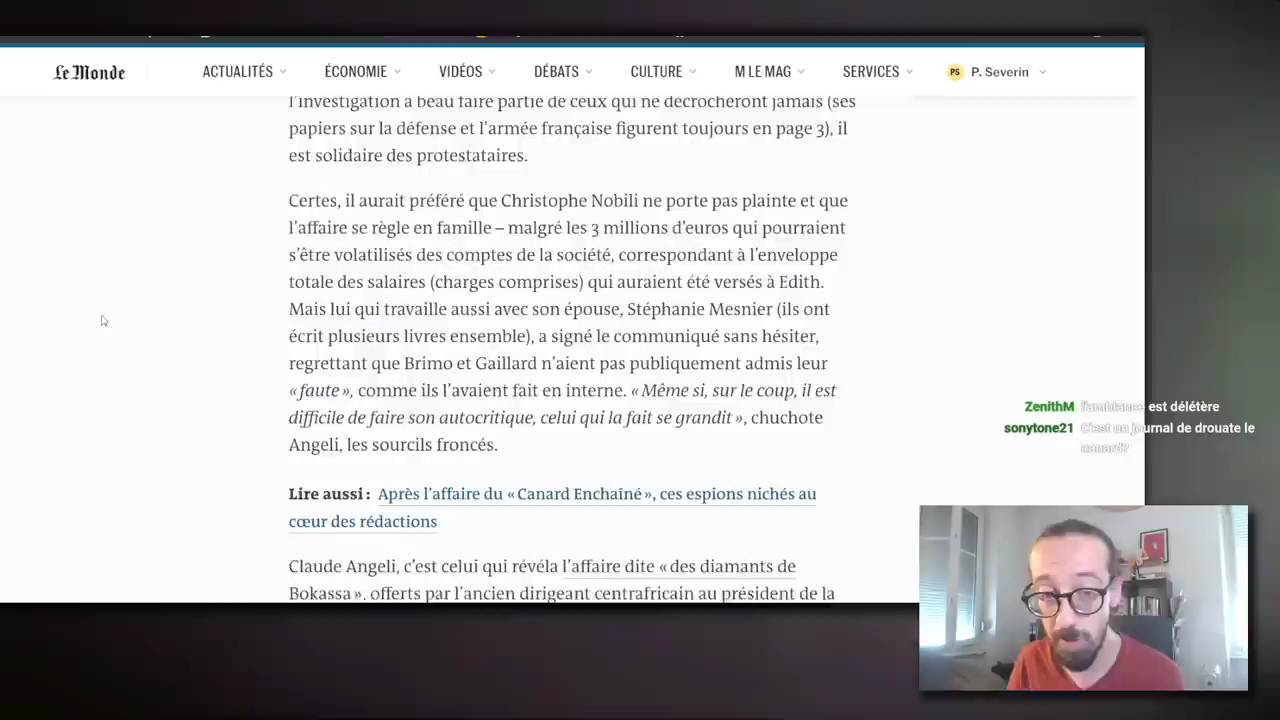 Le Monde
ACTUALITÉS
ÉCONOMIE
VIDÉOS
DÉBATS
CULTURE
M LE MAG
SERVICES
PS
P. Severin
l’investigation a beau faire partie de ceux qui ne décrocheront jamais (ses
papiers sur la défense et l’armée française figurent toujours en page 3), il
est solidaire des protestataires.
Certes, il aurait préféré que Christophe Nobili ne porte pas plainte et que
l’affaire se règle en famille – malgré les 3 millions d’euros qui pourraient
s’être volatilisés des comptes de la société, correspondant à l’enveloppe
totale des salaires (charges comprises) qui auraient été versés à Edith.
Mais lui qui travaille aussi avec son épouse, Stéphanie Mesnier (ils ont
écrit plusieurs livres ensemble), a signé le communiqué sans hésiter,
regrettant que Brimo et Gaillard n’aient pas publiquement admis leur
« faute », comme ils l’avaient fait en interne. « Même si, sur le coup, il est
difficile de faire son autocritique, celui qui la fait se grandit », chuchote
Angeli, les sourcils froncés.
Lire aussi : Après l’affaire du « Canard Enchaîné », ces espions nichés au
cœur des rédactions
Claude Angeli, c’est celui qui révéla l’affaire dite « des diamants de
Bokassa », offerts par l’ancien dirigeant centrafricain au président de la
ZenithM l'ambiance est délétère
sonytone21 C'est un journal de drouate le
canard?